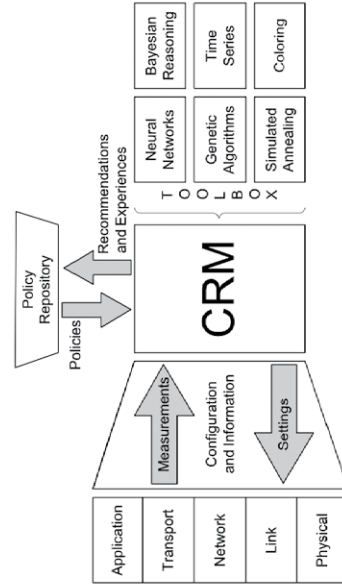 Policy
Repository
Policies
Recommendations
and Experiences
Application
Transport
Network
Link
Physical
Measurements
Configuration
and Information
Settings
CRM
TOOLBOX
Neural
Networks
Bayesian
Reasoning
Genetic
Algorithms
Time
Series
Simulated
Annealing
Coloring